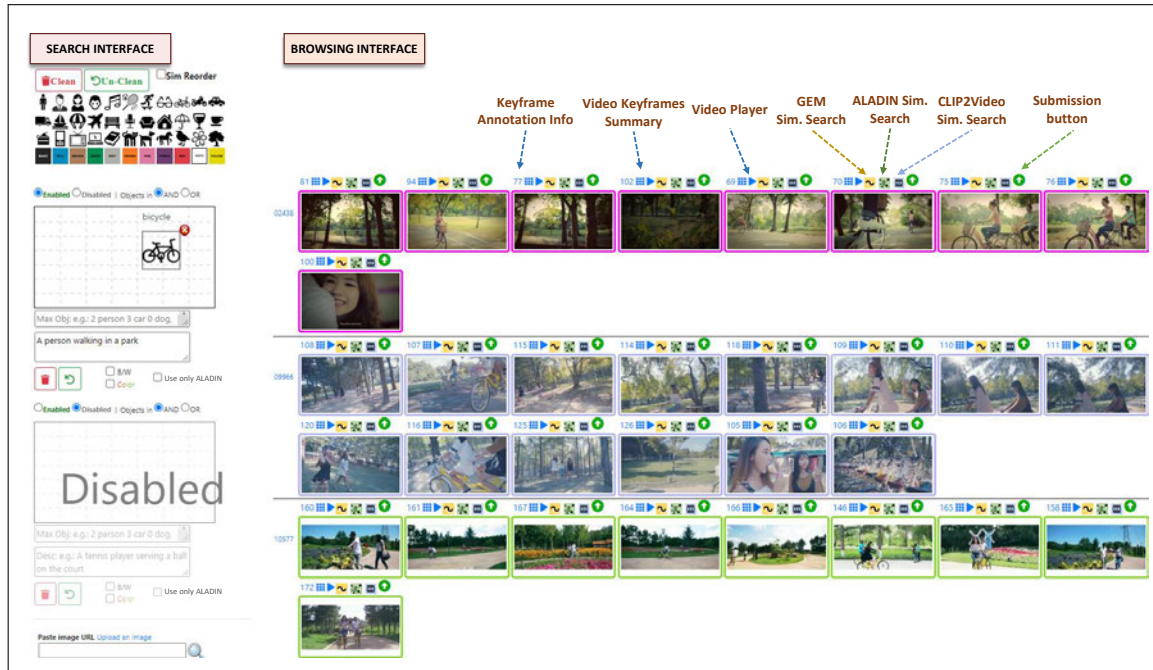 SEARCH INTERFACE
BROWSING INTERFACE
Clean
Un-Clean
Sim Reorder
Keyframe
Annotation Info
Video Keyframes
Summary
Video Player
GEM
Sim. Search
ALADIN Sim.
Search
CLIP2Video
Sim. Search
Submission
button
Enabled Disabled | Objects in AND OR
bicycle
Max Obj: e.g.: 2 person 3 car 0 dog,
A person walking in a park
B/W
Color
Use only ALADIN
Enabled Disabled | Objects in AND OR
Disabled
Max Obj: e.g.: 2 person 3 car 0 dog,
Desc: e.g.: A tennis player serving a ball
on the court
B/W
Color
Use only ALADIN
Paste image URL Upload an image
81 94 77 102 69 70 75 76
02438
100
108 107 115 114 118 109 110 111
09966
120 116 125 126 105 106
160 161 167 164 166 146 165 158
10577
172